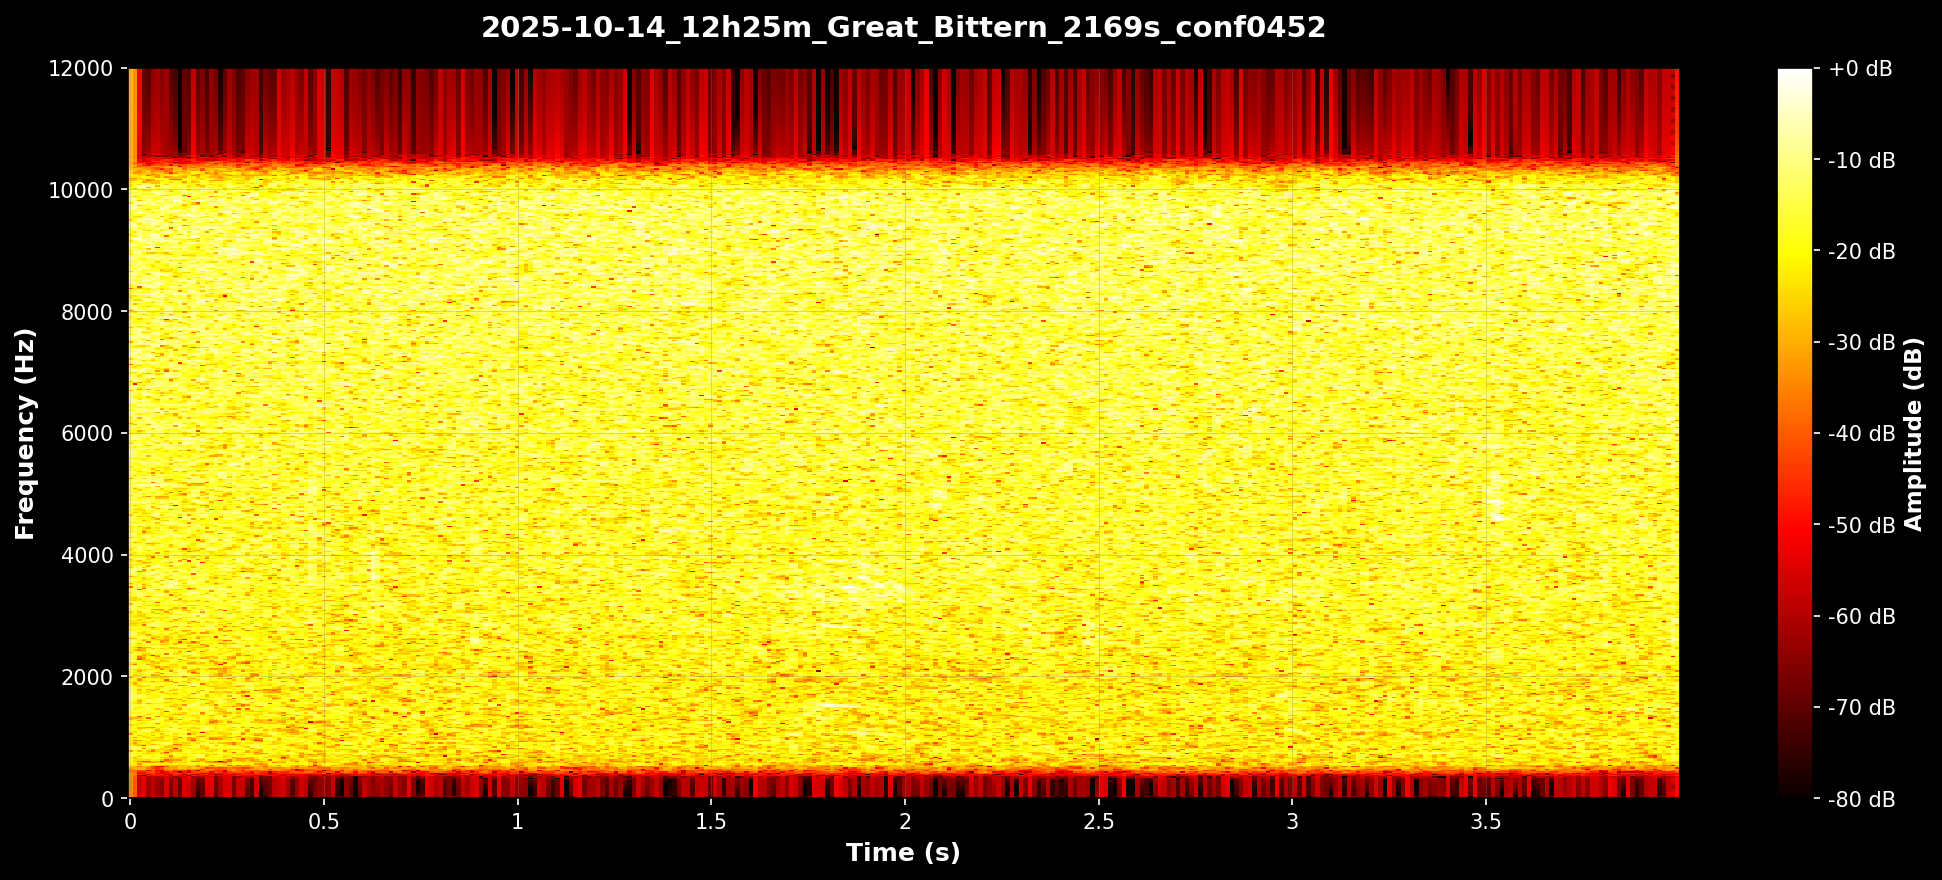 2025-10-14_12h25m_Great_Bittern_2169s_conf0452
12000
10000
8000
6000
4000
2000
0
Frequency (Hz)
0 0.5 1 1.5 2 2.5 3 3.5
Time (s)
+0 dB
-10 dB
-20 dB
-30 dB
-40 dB
-50 dB
-60 dB
-70 dB
-80 dB
Amplitude (dB)